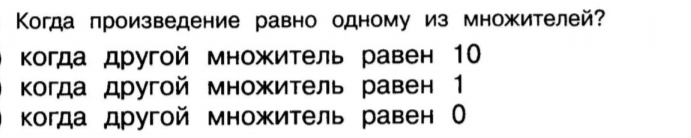 Когда произведение равно одному из множителей?
) когда другой множитель равен 10
) когда другой множитель равен 1
) когда другой множитель равен 0